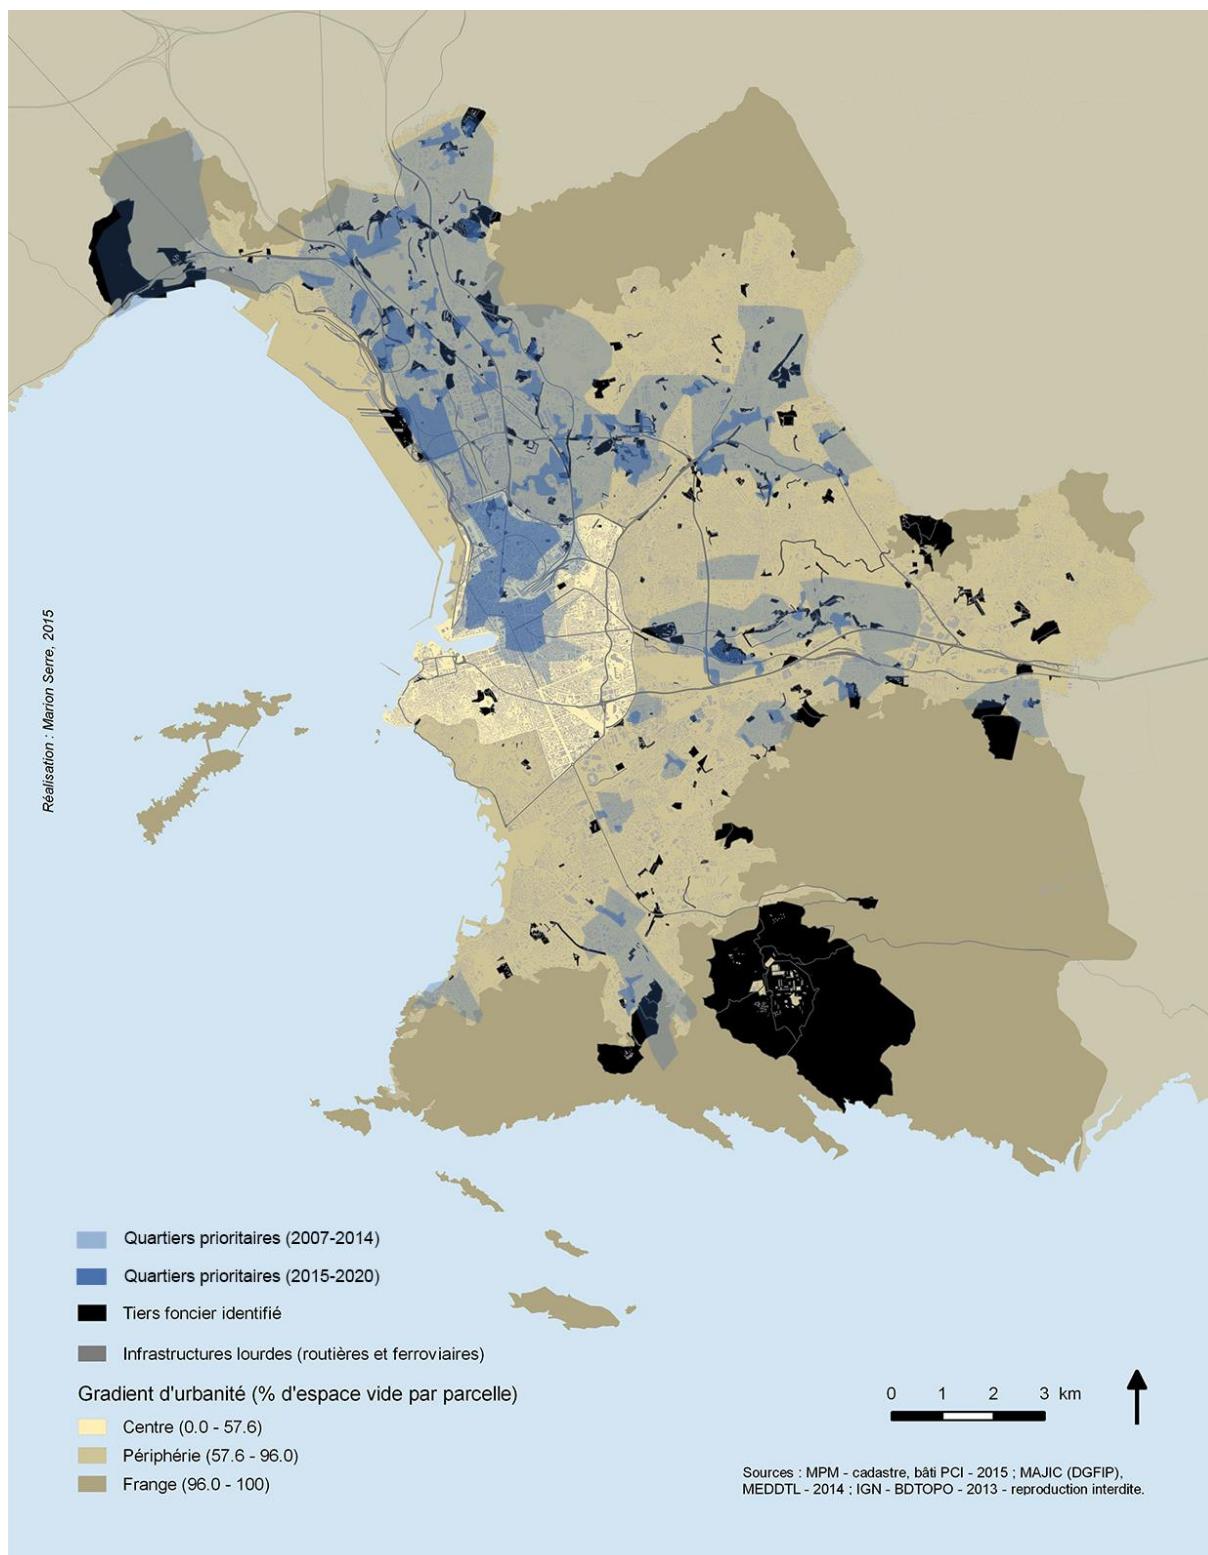 Réalisation : Marion Serre, 2015
Quartiers prioritaires (2007-2014)
Quartiers prioritaires (2015-2020)
Tiers foncier identifié
Infrastructures lourdes (routières et ferroviaires)
Gradient d'urbanité (% d'espace vide par parcelle)
Centre (0.0 - 57.6)
Périphérie (57.6 - 96.0)
Frange (96.0 - 100)
0 1 2 3 km
Sources : MPM - cadastre, bâti PCI - 2015 ; MAJIC (DGFIP),
MEDDTL - 2014 ; IGN - BDTOPO - 2013 - reproduction interdite.